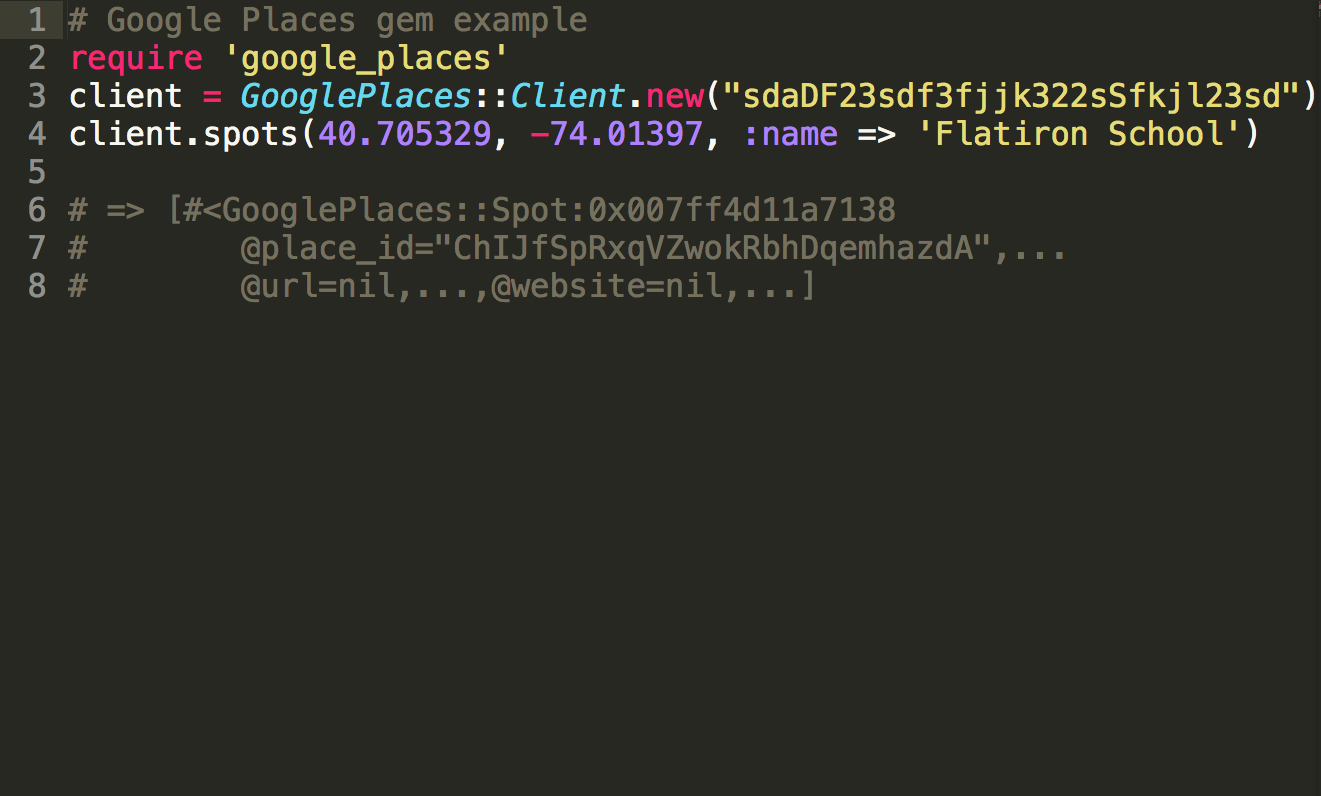 1 # Google Places gem example
2 require 'google_places'
3 client = GooglePlaces::Client.new("sdaDF23sdf3fjjk322sSfkjl23sd")
4 client.spots(40.705329, -74.01397, :name => 'Flatiron School')
5
6 # => [#<GooglePlaces::Spot:0x007ff4d11a7138
7 #        @place_id="ChIJfSpRxqVZwokRbhDqemhazdA",...
8 #        @url=nil,...,@website=nil,...]